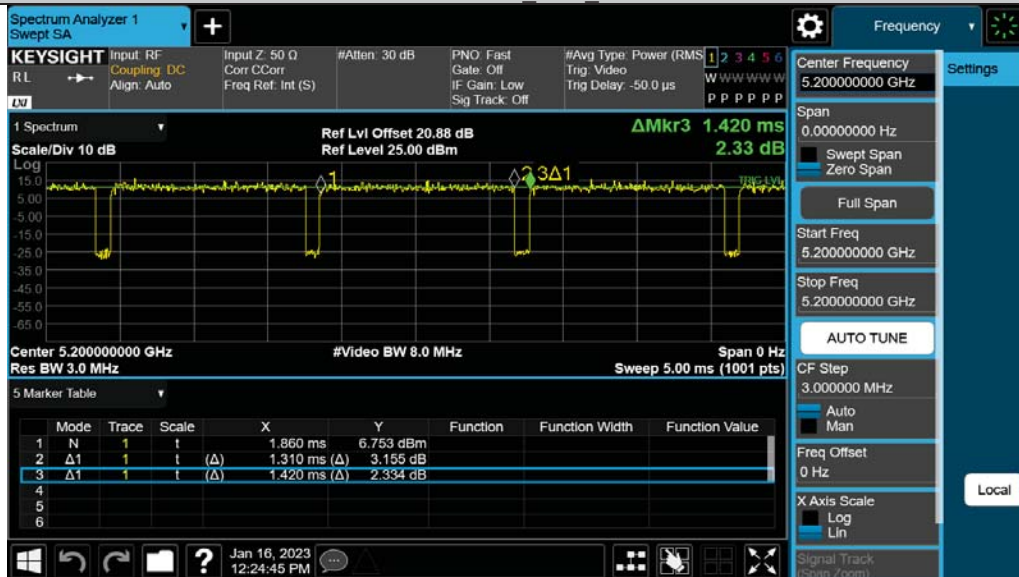 Spectrum Analyzer 1
Swept SA
+
Frequency
KEYSIGHT
RL
LXI
Input: RF
Coupling: DC
Align: Auto
Input Z: 50 Ω
Corr CCorr
Freq Ref: Int (S)
#Atten: 30 dB
PNO: Fast
Gate: Off
IF Gain: Low
Sig Track: Off
#Avg Type: Power (RMS
Trig: Video
Trig Delay: -50.0 µs
1 2 3 4 5 6
W W W W W W
P P P P P P
1 Spectrum
Scale/Div 10 dB
Ref Lvl Offset 20.88 dB
Ref Level 25.00 dBm
ΔMkr3 1.420 ms
2.33 dB
Log
15.0
5.00
-5.00
-15.0
-25.0
-35.0
-45.0
-55.0
-65.0
1
2 3Δ1
TRIG LVL
Center 5.200000000 GHz
Res BW 3.0 MHz
#Video BW 8.0 MHz
Span 0 Hz
Sweep 5.00 ms (1001 pts)
5 Marker Table
Mode Trace Scale X Y Function Function Width Function Value
1 N 1 t 1.860 ms 6.753 dBm
2 Δ1 1 t (Δ) 1.310 ms (Δ) 3.155 dB
3 Δ1 1 t (Δ) 1.420 ms (Δ) 2.334 dB
4
5
6
?
Jan 16, 2023
12:24:45 PM
Center Frequency
5.200000000 GHz
Span
0.00000000 Hz
Swept Span
Zero Span
Full Span
Start Freq
5.200000000 GHz
Stop Freq
5.200000000 GHz
AUTO TUNE
CF Step
3.000000 MHz
Auto
Man
Freq Offset
0 Hz
X Axis Scale
Log
Lin
Signal Track
(Span Zoom)
Settings
Local